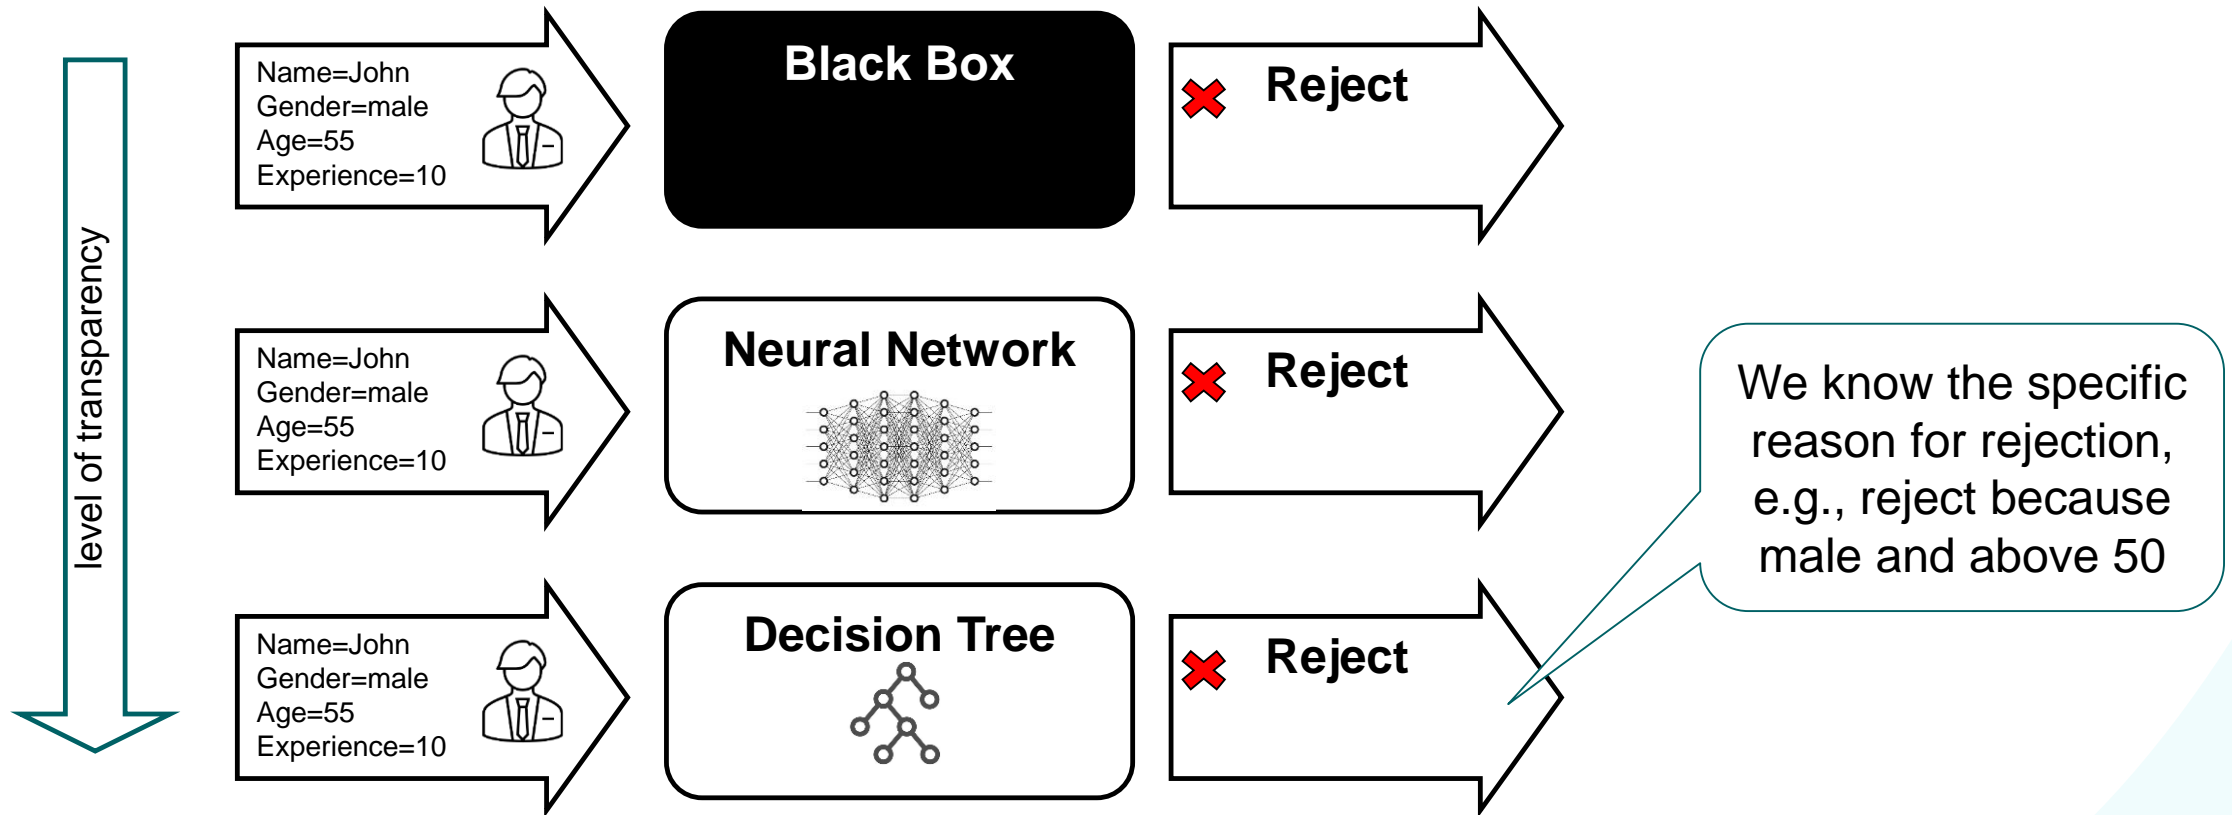 level of transparency
Name=John
Gender=male
Age=55
Experience=10
Black Box
Reject
Name=John
Gender=male
Age=55
Experience=10
Neural Network
Reject
We know the specific
reason for rejection,
e.g., reject because
male and above 50
Name=John
Gender=male
Age=55
Experience=10
Decision Tree
Reject